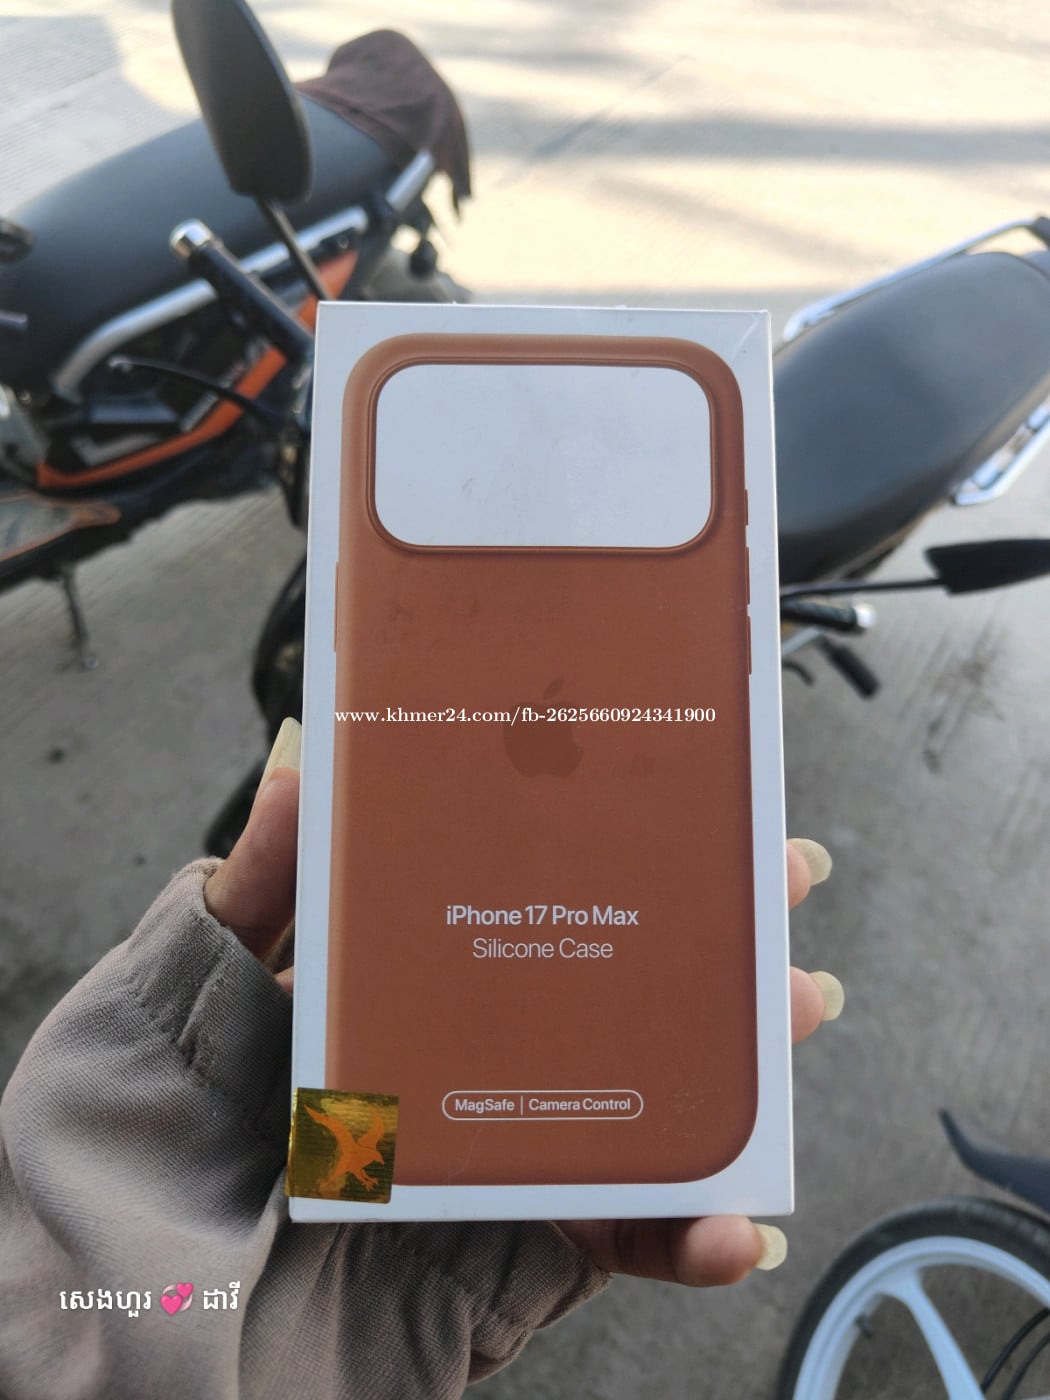 www.khmer24.com/fb-2625660924341900
iPhone 17 Pro Max
Silicone Case
MagSafe | Camera Control
សេងហួរ 💞 ដាវី